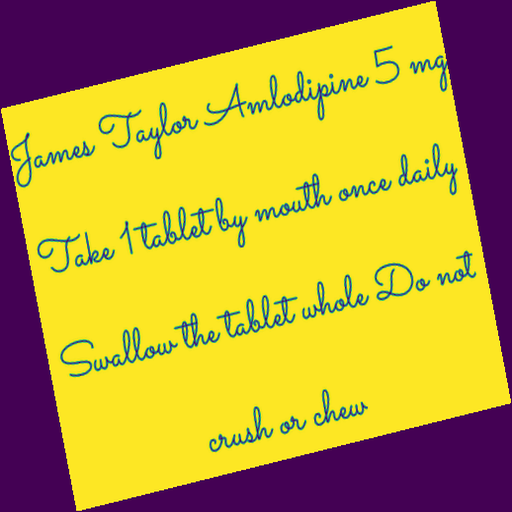 James Taylor Amlodipine 5 mg
Take 1 tablet by mouth once daily
Swallow the tablet whole Do not
crush or chew